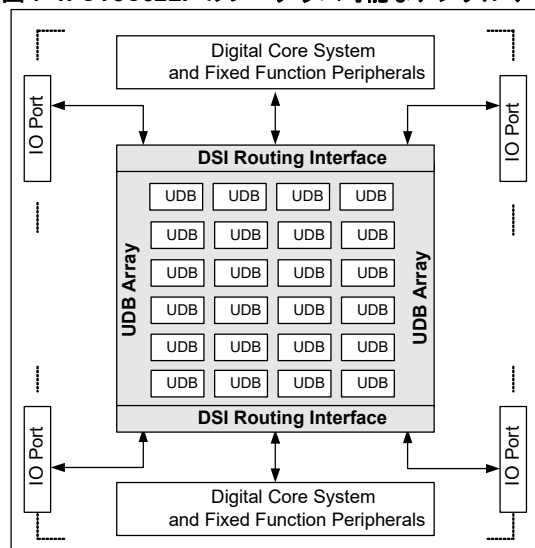 Digital Core System
and Fixed Function Peripherals
IO Port
IO Port
DSI Routing Interface
UDB UDB UDB UDB
UDB UDB UDB UDB
UDB UDB UDB UDB
UDB UDB UDB UDB
UDB UDB UDB UDB
UDB UDB UDB UDB
UDB Array
UDB Array
DSI Routing Interface
IO Port
IO Port
Digital Core System
and Fixed Function Peripherals